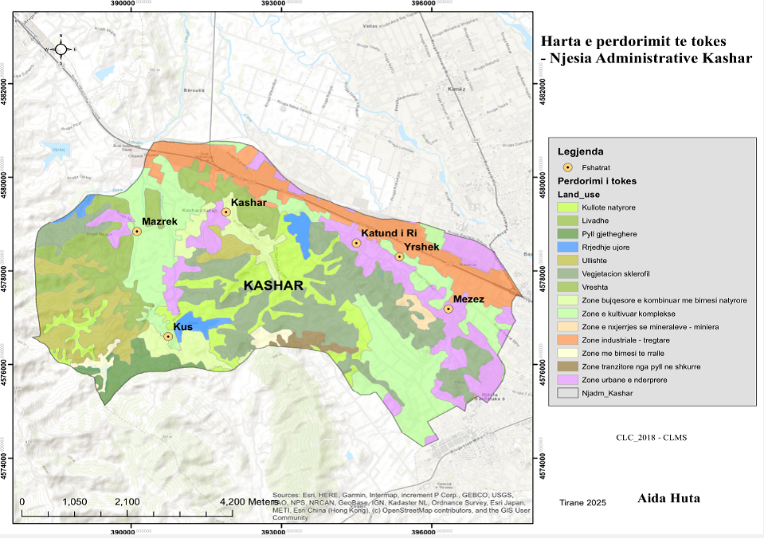 390000 393000 396000
Harta e perdorimit te tokes
- Njesia Administrative Kashar
4582000 4582000
N
W E
S
Kamëz
Bërxulla
Legjenda
Fshatrat
Perdorimi i tokes
Land_use
Kullote natyrore
Livadhe
Pyll gjetheghere
Rrjedhje ujore
Ullishte
Vegjetacion sklerofil
Vreshta
Zone bujqesore e kombinuar me bimesi natyrore
Zone e kultivuar komplekse
Zone e nxjerrjes se mineraleve - miniera
Zone industriale - tregtare
Zone me bimesi te rralle
Zone tranzitore nga pyll ne shkurre
Zone urbane e nderprere
Njadm_Kashar
4580000 4580000
Kashar
Mazrek
Katund i Ri
Yrshek
4578000 4578000
KASHAR
Mezez
Kus
4576000 4576000
CLC_2018 - CLMS
4574000 4574000
0 1,050 2,100 4,200 Meters
Sources: Esri, HERE, Garmin, Intermap, increment P Corp., GEBCO, USGS,
FAO, NPS, NRCAN, GeoBase, IGN, Kadaster NL, Ordnance Survey, Esri Japan,
METI, Esri China (Hong Kong), (c) OpenStreetMap contributors, and the GIS User
Community
Tirane 2025
Aida Huta
390000 393000 396000